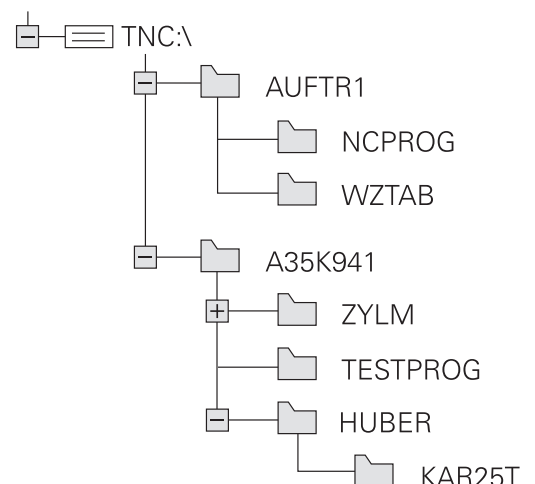 TNC:\
AUFTR1
NCPROG
WZTAB
A35K941
ZYLM
TESTPROG
HUBER
KAR25T